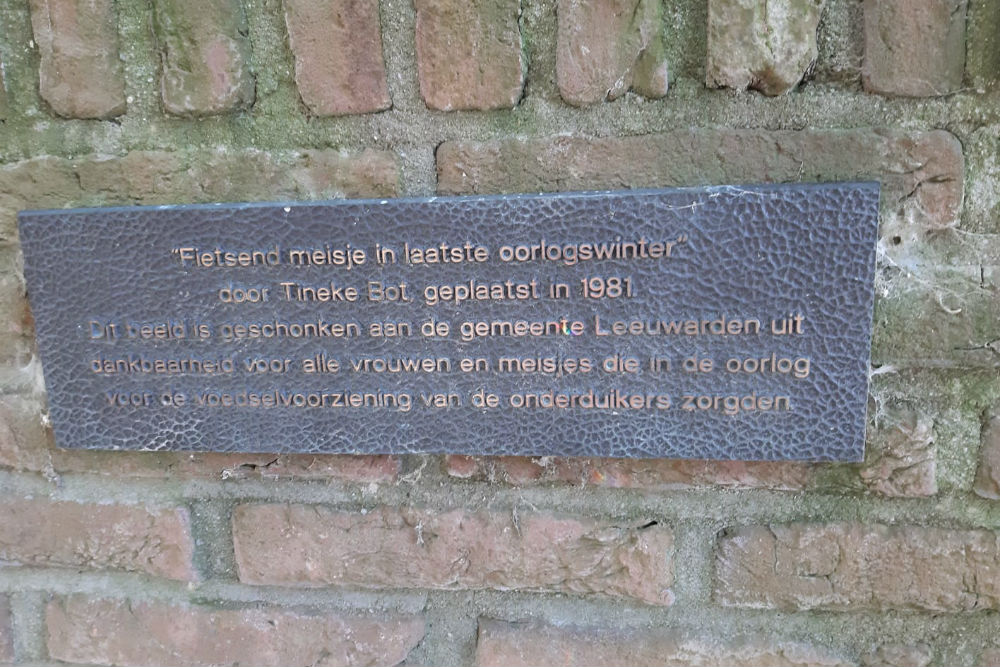 "Fietsend meisje in laatste oorlogswinter"
door Tineke Bot, geplaatst in 1981.
Dit beeld is geschonken aan de gemeente Leeuwarden uit
dankbaarheid voor alle vrouwen en meisjes die in de oorlog
voor de voedselvoorziening van de onderduikers zorgden.